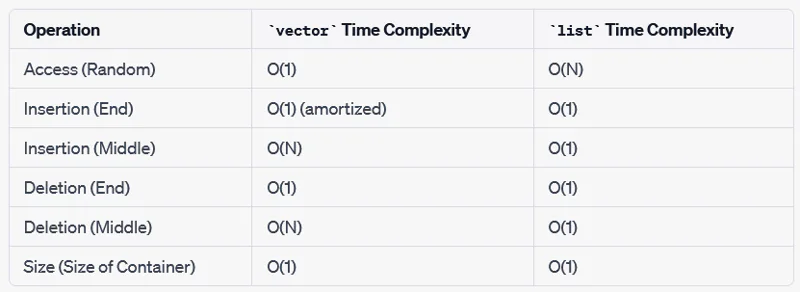 Operation `vector` Time Complexity `list` Time Complexity
Access (Random) O(1) O(N)
Insertion (End) O(1) (amortized) O(1)
Insertion (Middle) O(N) O(1)
Deletion (End) O(1) O(1)
Deletion (Middle) O(N) O(1)
Size (Size of Container) O(1) O(1)